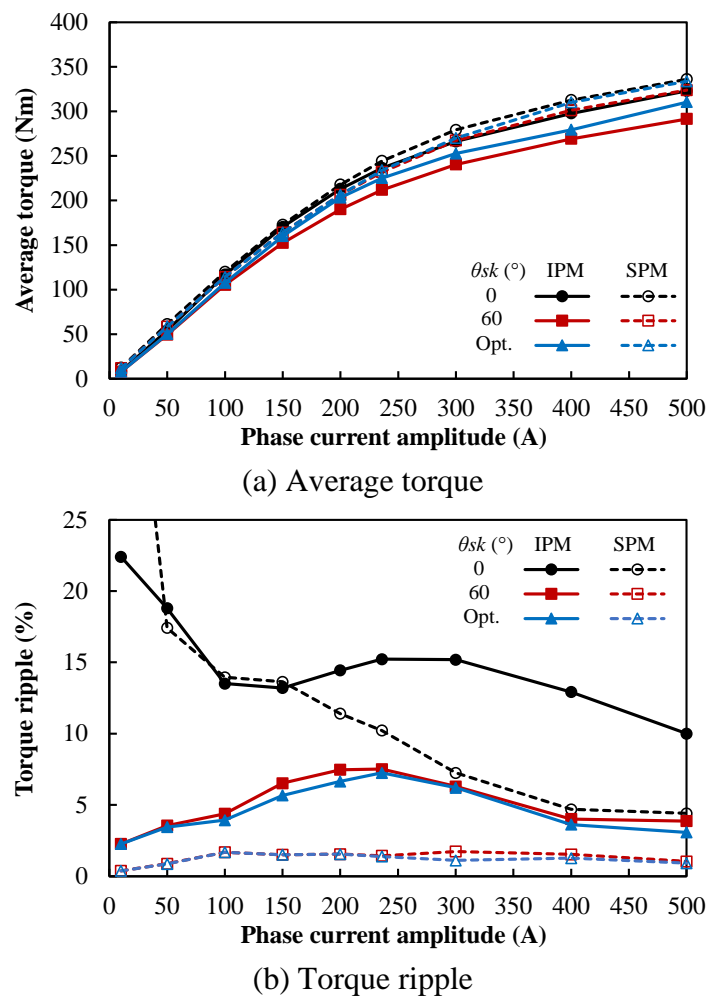 400
350
300
250
200
150
100
50
0
Average torque (Nm)
θsk (°) IPM SPM
0
60
Opt.
0 50 100 150 200 250 300 350 400 450 500
Phase current amplitude (A)
(a) Average torque
25
20
15
10
5
0
Torque ripple (%)
θsk (°) IPM SPM
0
60
Opt.
0 50 100 150 200 250 300 350 400 450 500
Phase current amplitude (A)
(b) Torque ripple